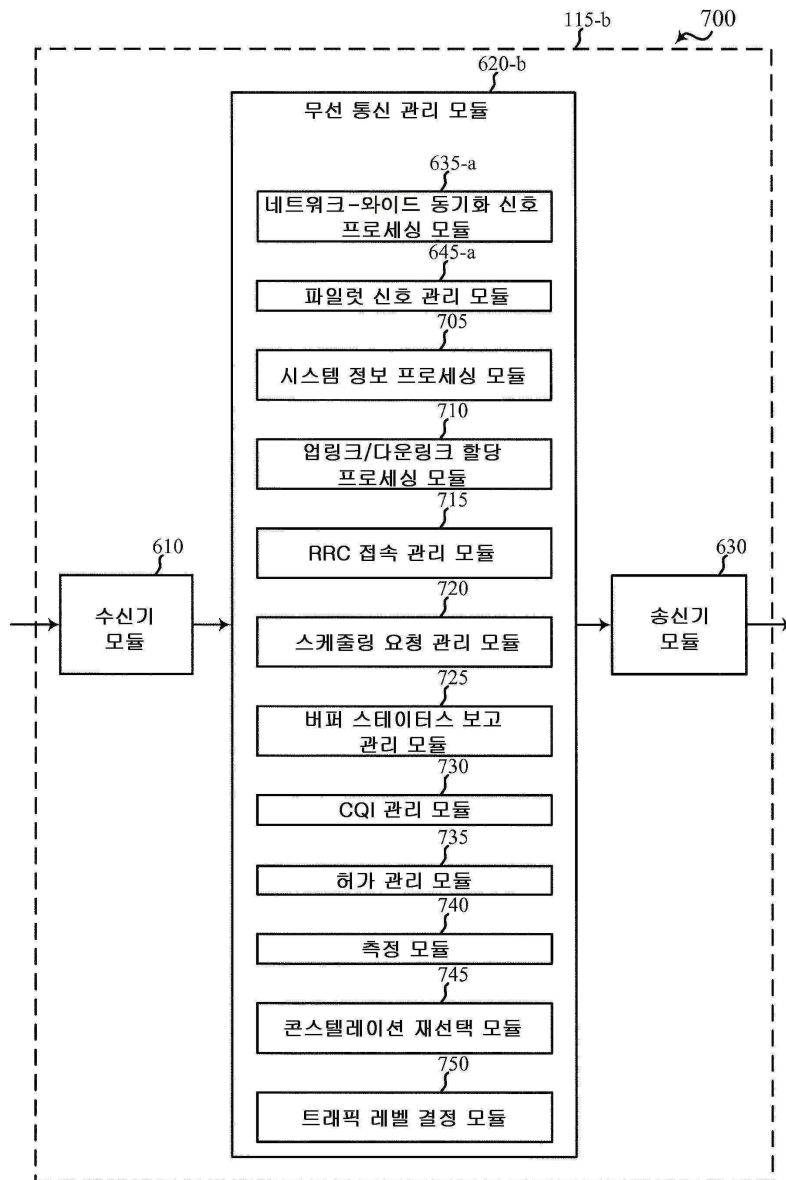 115-b
700
620-b
무선 통신 관리 모듈
635-a
네트워크-와이드 동기화 신호
프로세싱 모듈
645-a
파일럿 신호 관리 모듈
705
시스템 정보 프로세싱 모듈
710
업링크/다운링크 할당
프로세싱 모듈
715
RRC 접속 관리 모듈
610
수신기
모듈
630
송신기
모듈
720
스케줄링 요청 관리 모듈
725
버퍼 스테이터스 보고
관리 모듈
730
CQI 관리 모듈
735
허가 관리 모듈
740
측정 모듈
745
콘스텔레이션 재선택 모듈
750
트래픽 레벨 결정 모듈